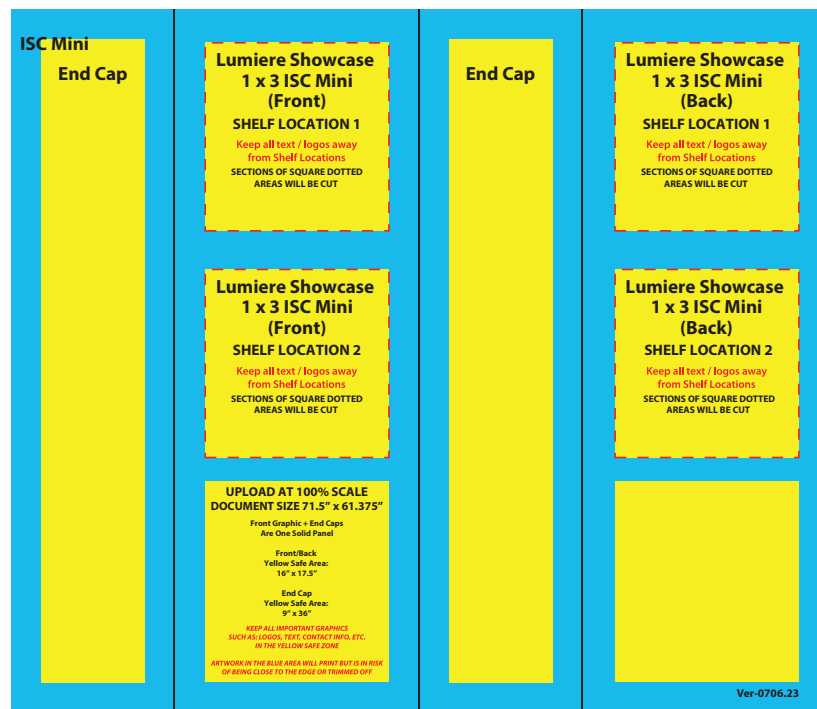 ISC Mini
End Cap
Lumiere Showcase
1 x 3 ISC Mini
(Front)
SHELF LOCATION 1
Keep all text / logos away
from Shelf Locations
SECTIONS OF SQUARE DOTTED
AREAS WILL BE CUT
Lumiere Showcase
1 x 3 ISC Mini
(Front)
SHELF LOCATION 2
Keep all text / logos away
from Shelf Locations
SECTIONS OF SQUARE DOTTED
AREAS WILL BE CUT
UPLOAD AT 100% SCALE
DOCUMENT SIZE 71.5” x 61.375”
Front Graphic + End Caps
Are One Solid Panel
Front/Back
Yellow Safe Area:
16” x 17.5”
End Cap
Yellow Safe Area:
9” x 36”
KEEP ALL IMPORTANT GRAPHICS
SUCH AS: LOGOS, TEXT, CONTACT INFO, ETC.
IN THE YELLOW SAFE ZONE
ARTWORK IN THE BLUE AREA WILL PRINT BUT IS IN RISK
OF BEING CLOSE TO THE EDGE OR TRIMMED OFF
End Cap
Lumiere Showcase
1 x 3 ISC Mini
(Back)
SHELF LOCATION 1
Keep all text / logos away
from Shelf Locations
SECTIONS OF SQUARE DOTTED
AREAS WILL BE CUT
Lumiere Showcase
1 x 3 ISC Mini
(Back)
SHELF LOCATION 2
Keep all text / logos away
from Shelf Locations
SECTIONS OF SQUARE DOTTED
AREAS WILL BE CUT
Ver-0706.23